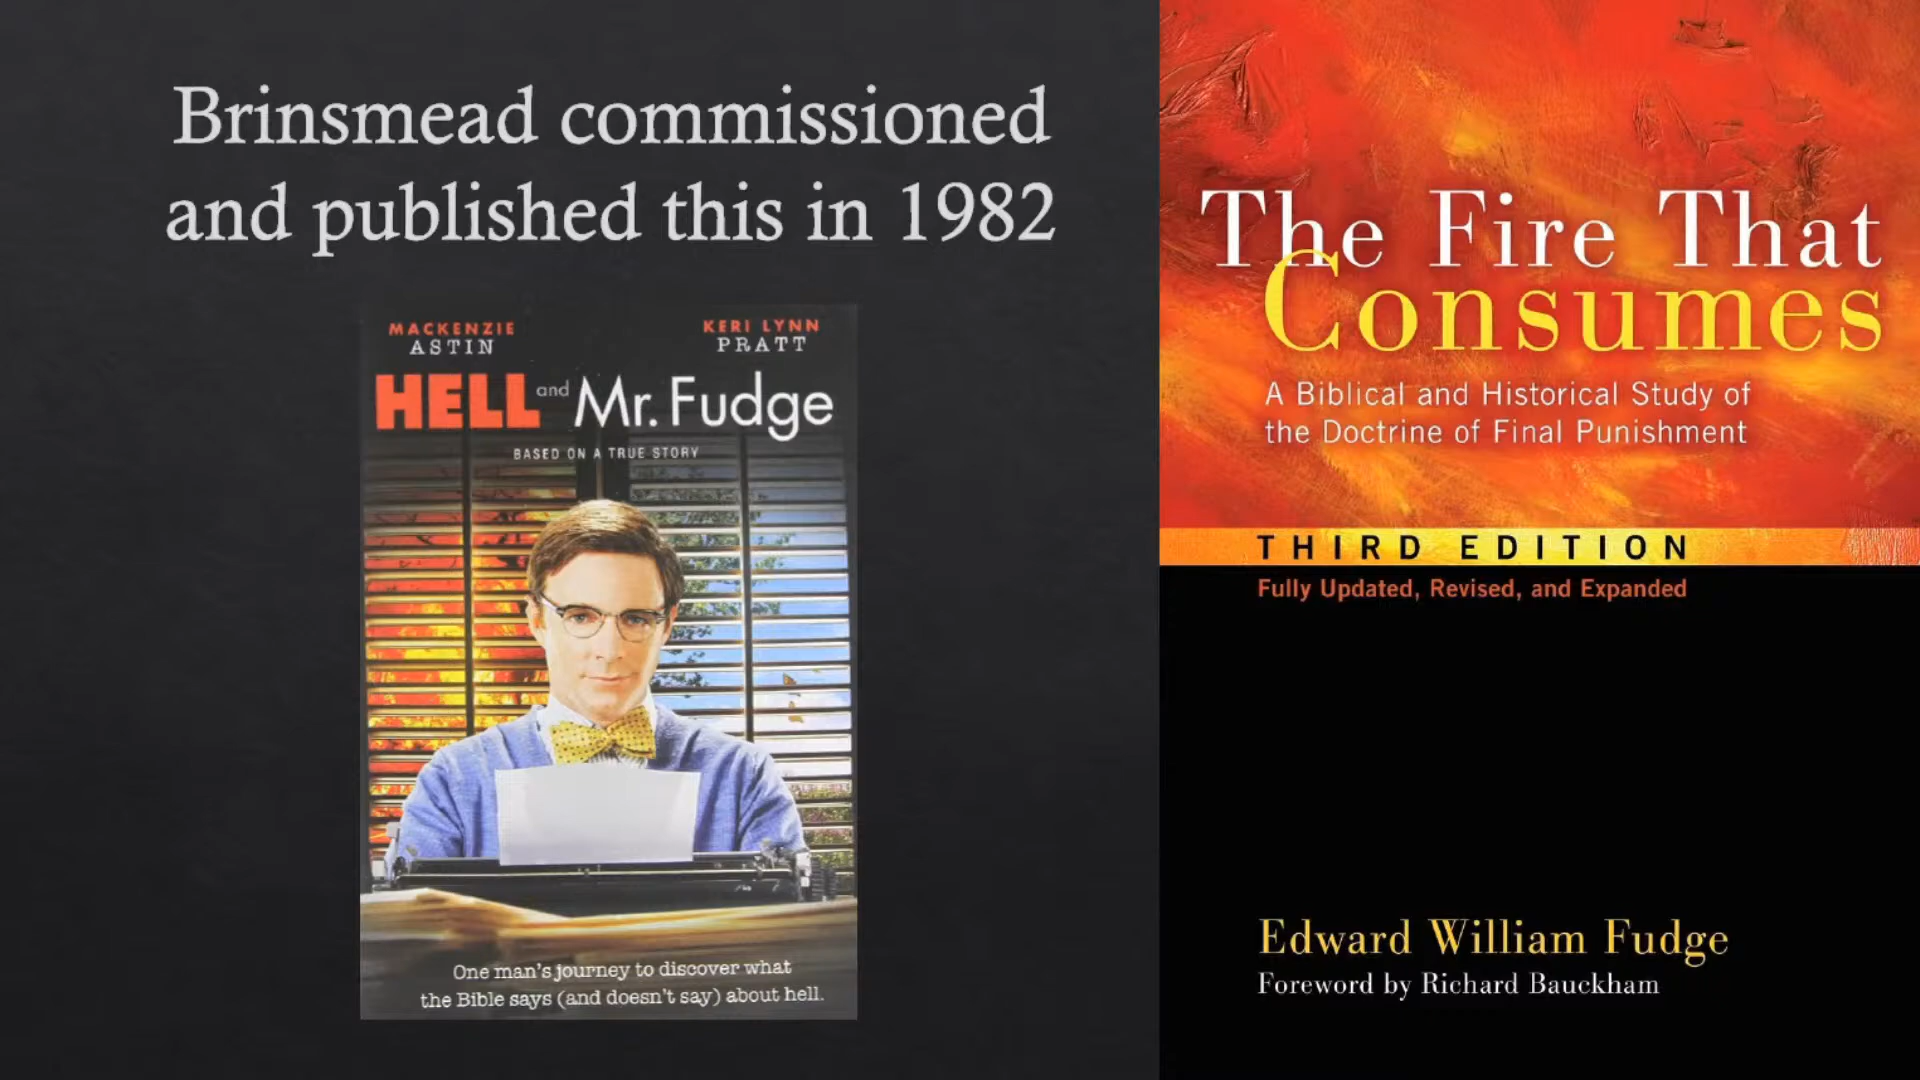 Brinsmead commissioned
and published this in 1982
MACKENZIE
ASTIN
KERI LYNN
PRATT
HELL and Mr. Fudge
BASED ON A TRUE STORY
One man's journey to discover what
the Bible says (and doesn't say) about hell.
The Fire That
Consumes
A Biblical and Historical Study of
the Doctrine of Final Punishment
THIRD EDITION
Fully Updated, Revised, and Expanded
Edward William Fudge
Foreword by Richard Bauckham